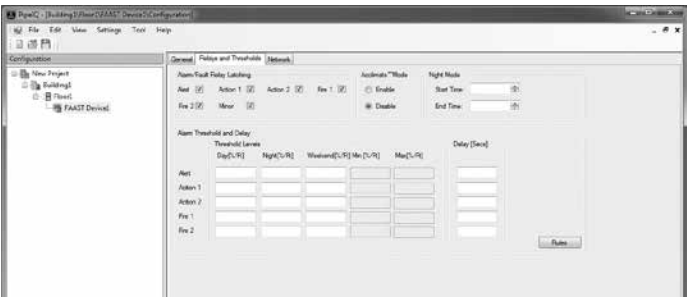 PipeIQ - [Building1\Floor1\FAAST Device1\Configuration]
File Edit View Settings Tool Help
Configuration
New Project
Building1
Floor1
FAAST Device1
General Relays and Thresholds Network
Alarm/Fault Relay Latching
Alert Action 1 Action 2 Fire 1
Fire 2 Minor
Acclimate™Mode
Enable
Disable
Night Mode
Start Time:
End Time:
Alarm Threshold and Delay
Threshold Levels Delay [Secs]
Day[%/Ft] Night[%/Ft] Weekend[%/Ft] Min [%/Ft] Max[%/Ft]
Alert
Action 1
Action 2
Fire 1
Fire 2
Rules